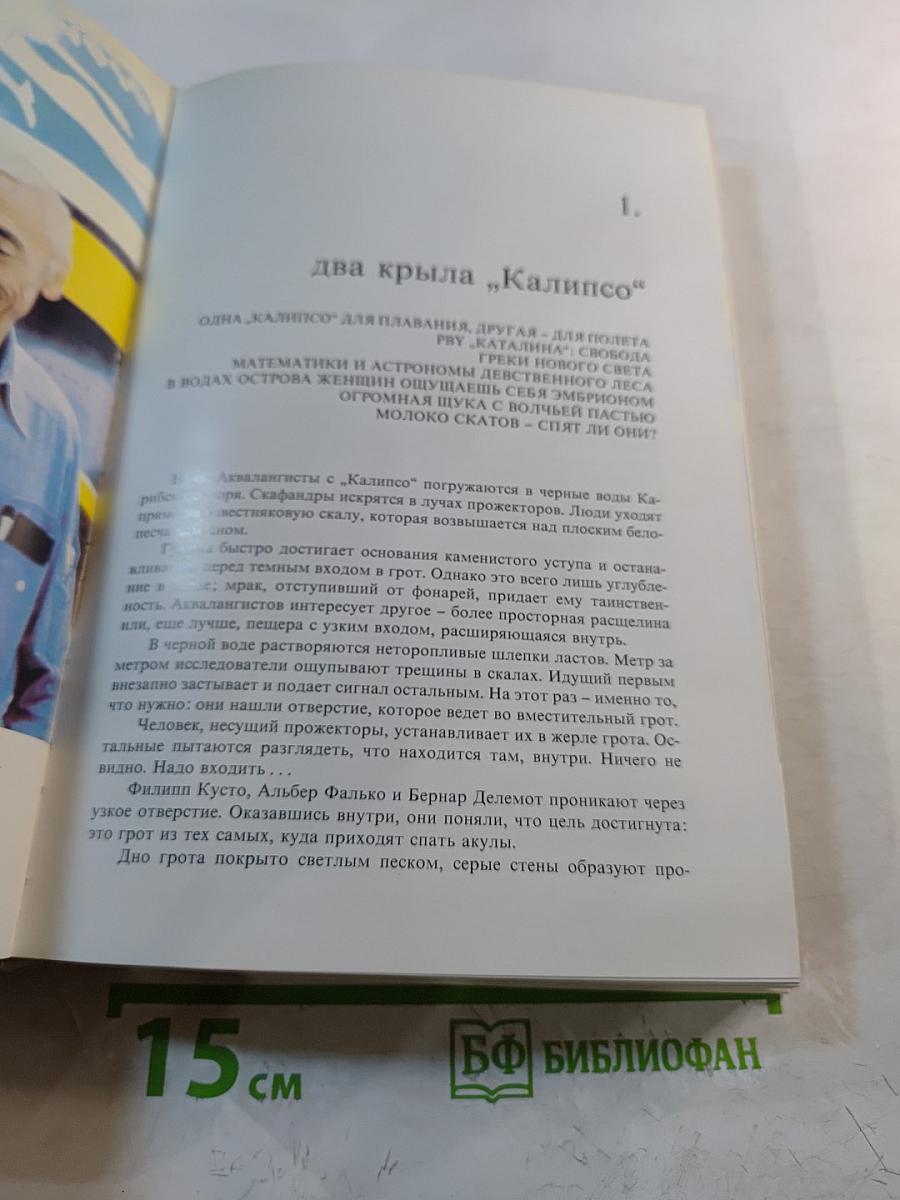 1.
два крыла „Калипсо“
ОДНА „КАЛИПСО“ ДЛЯ ПЛАВАНИЯ, ДРУГАЯ – ДЛЯ ПОЛЕТА
PBY „КАТАЛИНА“: СВОБОДА
ГРЕКИ НОВОГО СВЕТА
МАТЕМАТИКИ И АСТРОНОМЫ ДЕВСТВЕННОГО ЛЕСА
В ВОДАХ ОСТРОВА ЖЕНЩИН ОЩУЩАЕШЬ СЕБЯ ЭМБРИОНОМ
ОГРОМНАЯ ЩУКА С ВОЛЧЬЕЙ ПАСТЬЮ
МОЛОКО СКАТОВ – СПЯТ ЛИ ОНИ?
Аквалангисты с „Калипсо“ погружаются в черные воды Ка-
Скафандры искрятся в лучах прожекторов. Люди уходят
скалу, которая возвышается над плоским бело-
быстро достигает основания каменистого уступа и остана-
перед темным входом в грот. Однако это всего лишь углубле-
ние в мрак, отступивший от фонарей, придает ему таинствен-
ность. Аквалангистов интересует другое – более просторная расщелина
или, еще лучше, пещера с узким входом, расширяющаяся внутрь.
В черной воде растворяются неторопливые шлепки ластов. Метр за
метром исследователи ощупывают трещины в скалах. Идущий первым
внезапно застывает и подает сигнал остальным. На этот раз – именно то,
что нужно: они нашли отверстие, которое ведет во вместительный грот.
Человек, несущий прожекторы, устанавливает их в жерле грота. Ос-
тальные пытаются разглядеть, что находится там, внутри. Ничего не
видно. Надо входить . . .
Филипп Кусто, Альбер Фалько и Бернар Делемот проникают через
узкое отверстие. Оказавшись внутри, они поняли, что цель достигнута:
это грот из тех самых, куда приходят спать акулы.
Дно грота покрыто светлым песком, серые стены образуют про-
15 см
БФ БИБЛИОФАН